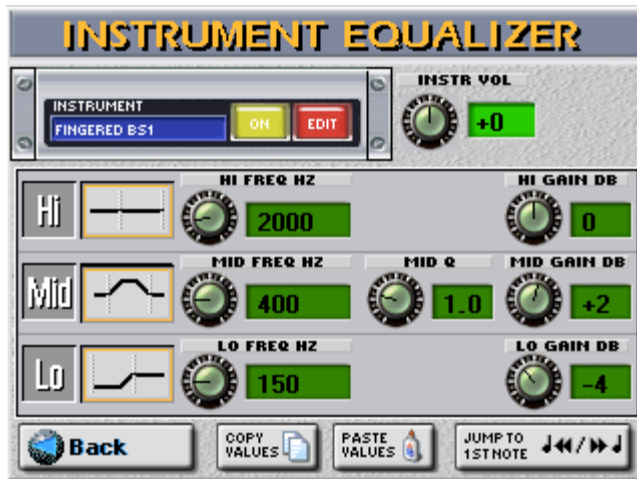 INSTRUMENT EQUALIZER
INSTRUMENT
FINGERED BS1
ON
EDIT
INSTR VOL
+0
Hi
HI FREQ HZ
2000
HI GAIN DB
0
Mid
MID FREQ HZ
400
MID Q
1.0
MID GAIN DB
+2
Lo
LO FREQ HZ
150
LO GAIN DB
-4
Back
COPY
VALUES
PASTE
VALUES
JUMP TO
1ST NOTE